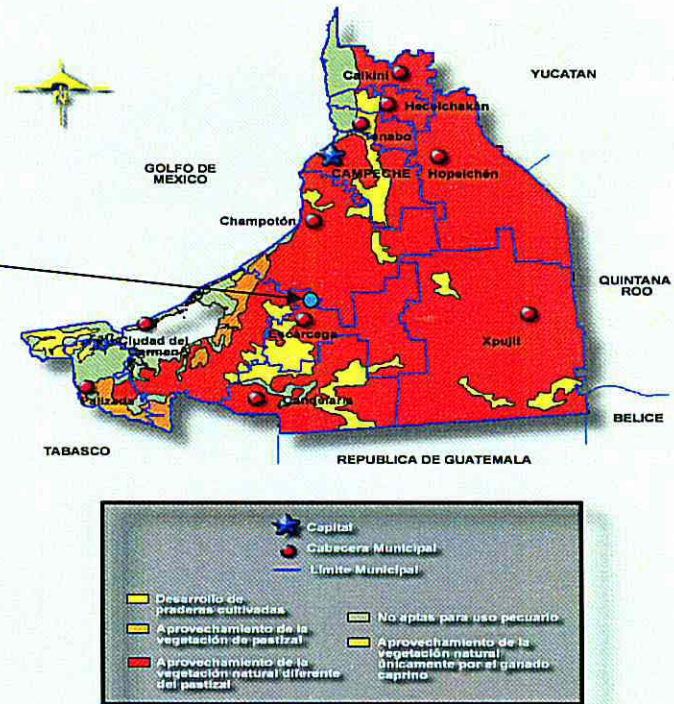 YUCATAN
Calkiní
Hecelchakán
Tenabo
GOLFO DE
MEXICO
CAMPECHE
Hopelchén
Champotón
QUINTANA
ROO
Escárcega
Xpujil
Ciudad del
Carmen
Palizada
Candelaria
BELICE
TABASCO
REPUBLICA DE GUATEMALA
Capital
Cabecera Municipal
Límite Municipal
Desarrollo de
praderas cultivadas
Aprovechamiento de la
vegetación de pastizal
Aprovechamiento de la
vegetación natural diferente
del pastizal
No aptas para uso pecuario
Aprovechamiento de la
vegetación natural
únicamente por el ganado
caprino